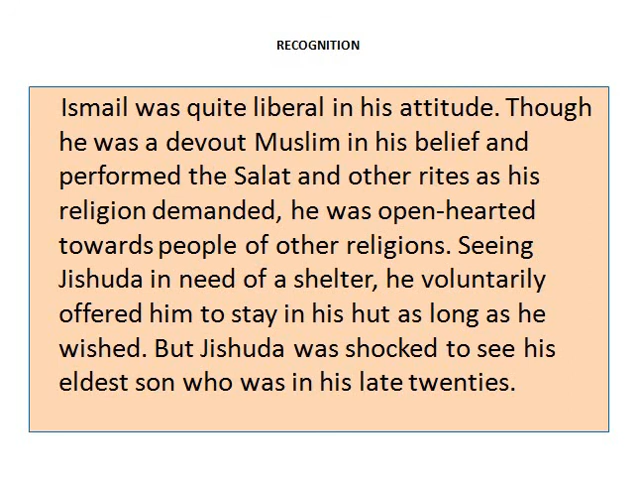 RECOGNITION
Ismail was quite liberal in his attitude. Though
he was a devout Muslim in his belief and
performed the Salat and other rites as his
religion demanded, he was open-hearted
towards people of other religions. Seeing
Jishuda in need of a shelter, he voluntarily
offered him to stay in his hut as long as he
wished. But Jishuda was shocked to see his
eldest son who was in his late twenties.